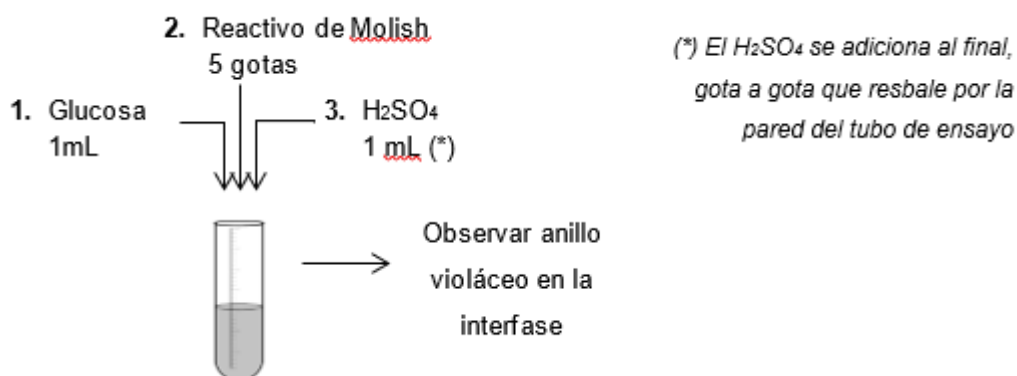 2. Reactivo de Molish
5 gotas
1. Glucosa
1mL
3. H₂SO₄
1 mL (*)
(*) El H₂SO₄ se adiciona al final,
gota a gota que resbale por la
pared del tubo de ensayo
Observar anillo
violáceo en la
interfase